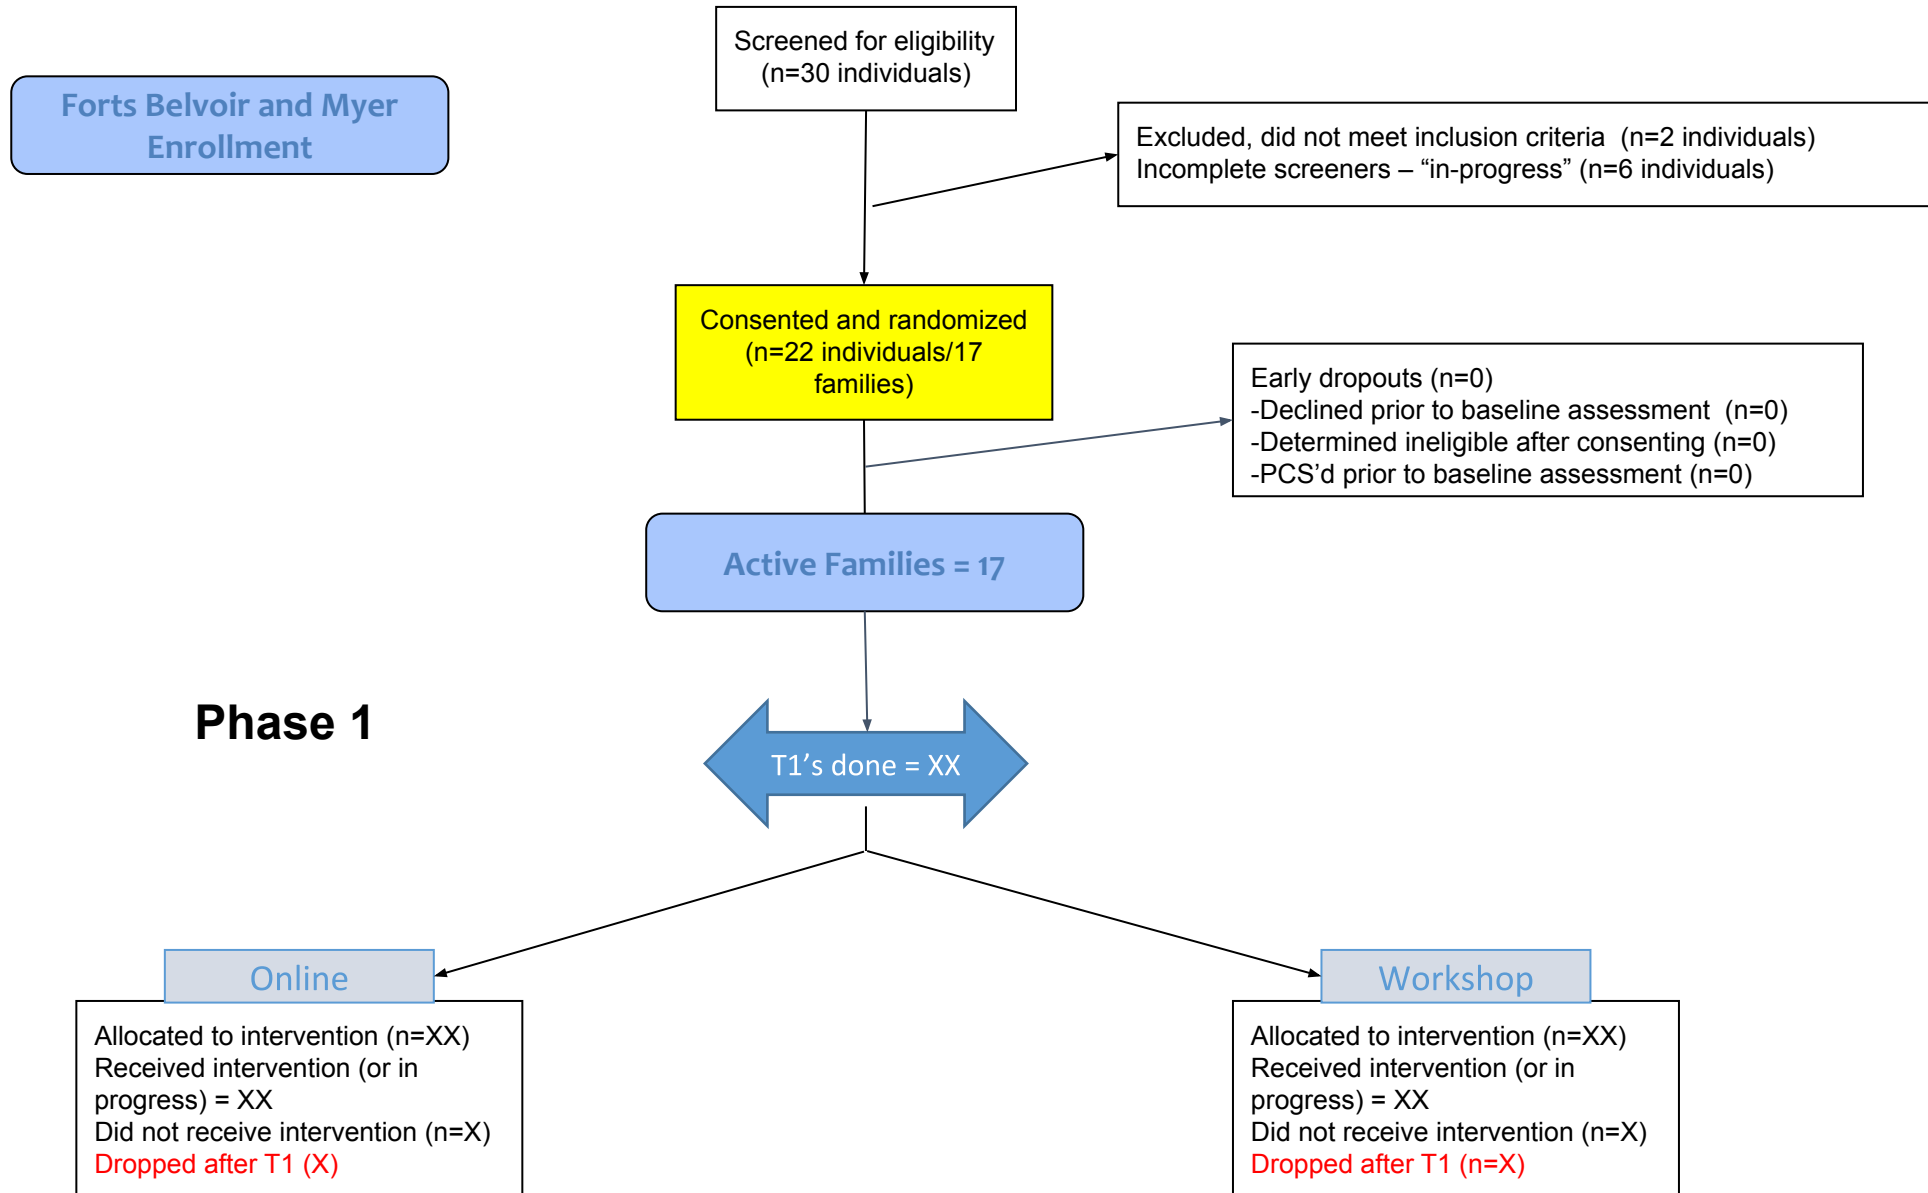 Screened for eligibility
(n=30 individuals)
Forts Belvoir and Myer
Enrollment
Excluded, did not meet inclusion criteria  (n=2 individuals)
Incomplete screeners – “in-progress” (n=6 individuals)
Consented and randomized
(n=22 individuals/17
families)
Early dropouts (n=0)
-Declined prior to baseline assessment  (n=0)
-Determined ineligible after consenting (n=0)
-PCS’d prior to baseline assessment (n=0)
Active Families = 17
Phase 1
T1’s done = XX
Online
Allocated to intervention (n=XX)
Received intervention (or in
progress) = XX
Did not receive intervention (n=X)
Dropped after T1 (X)
Workshop
Allocated to intervention (n=XX)
Received intervention (or in
progress) = XX
Did not receive intervention (n=X)
Dropped after T1 (n=X)